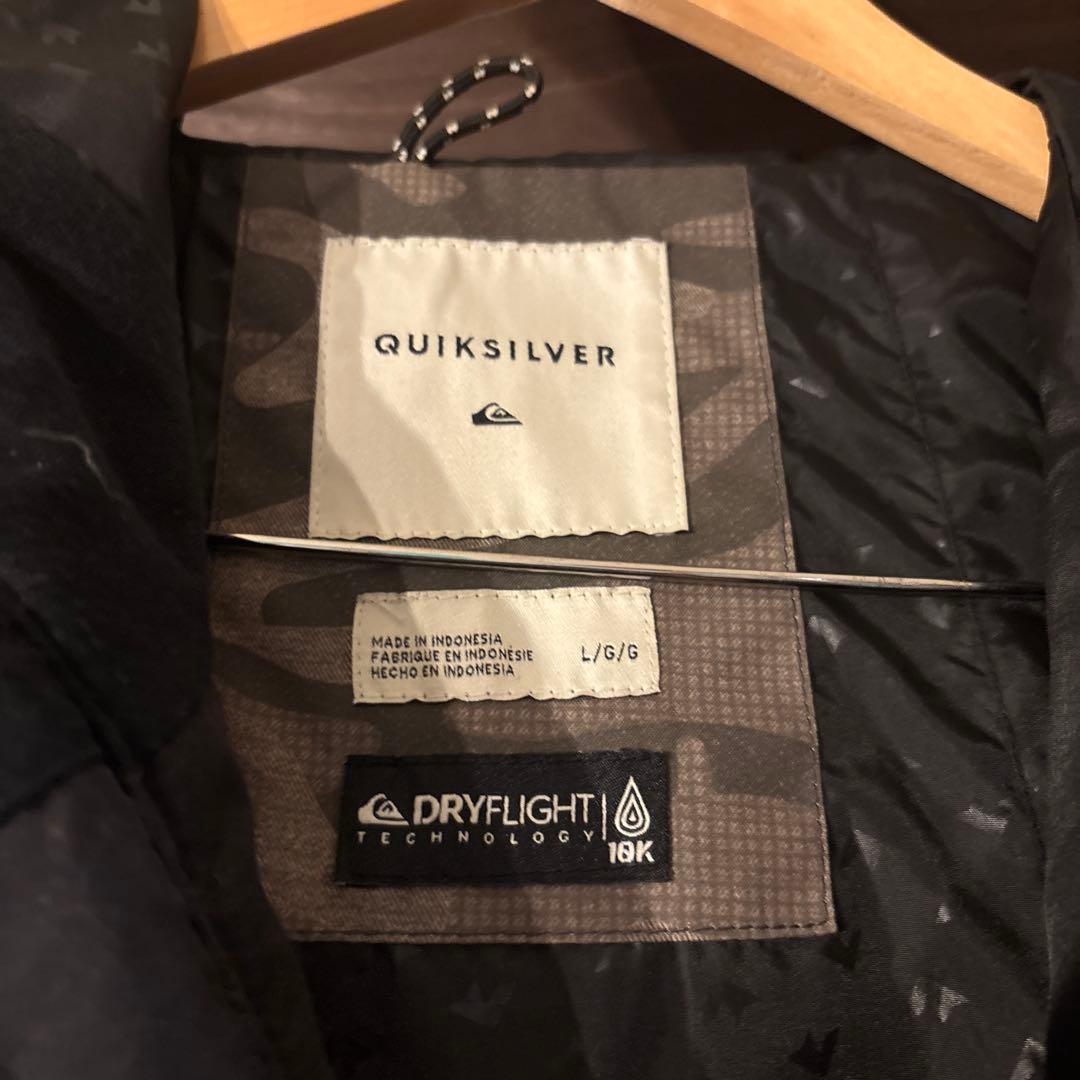 QUIKSILVER
MADE IN INDONESIA
FABRIQUE EN INDONÉSIE
HECHO EN INDONESIA
L/G/G
DRYFLIGHT
TECHNOLOGY
10K